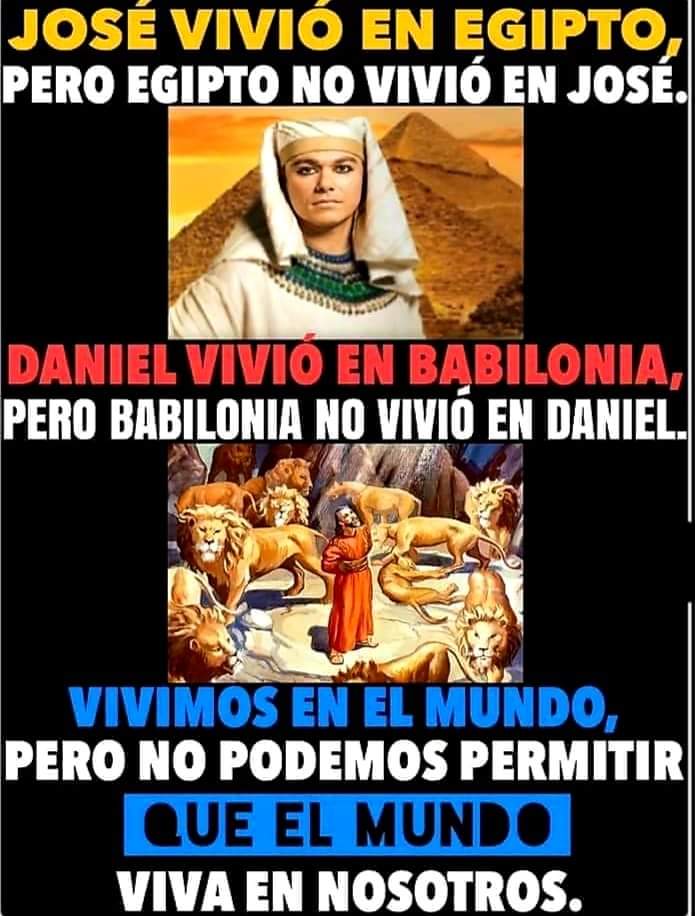 JOSÉ VIVIÓ EN EGIPTO,
PERO EGIPTO NO VIVIÓ EN JOSÉ.
DANIEL VIVIÓ EN BABILONIA,
PERO BABILONIA NO VIVIÓ EN DANIEL.
VIVIMOS EN EL MUNDO,
PERO NO PODEMOS PERMITIR
QUE EL MUNDO
VIVA EN NOSOTROS.